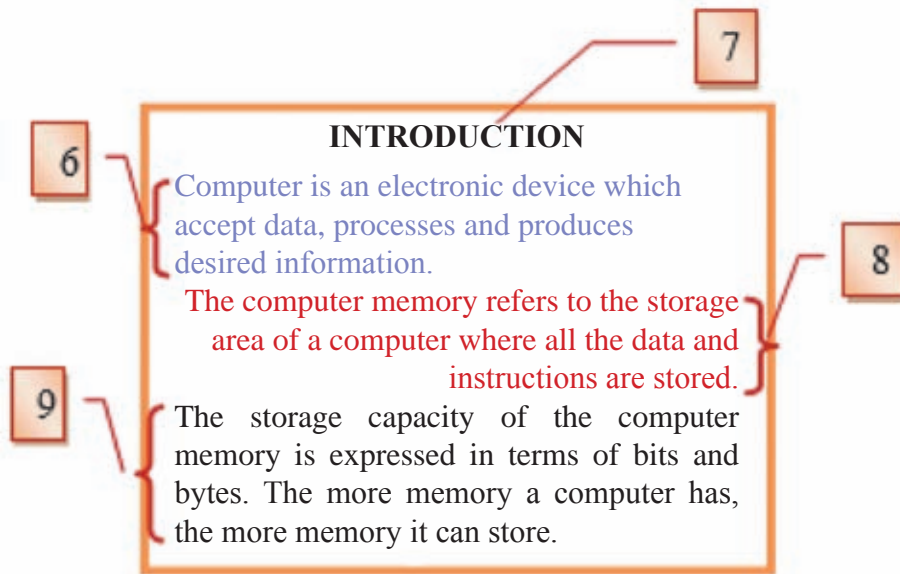 7
INTRODUCTION
6
Computer is an electronic device which
accept data, processes and produces
desired information.
8
The computer memory refers to the storage
area of a computer where all the data and
instructions are stored.
9
The storage capacity of the computer
memory is expressed in terms of bits and
bytes. The more memory a computer has,
the more memory it can store.